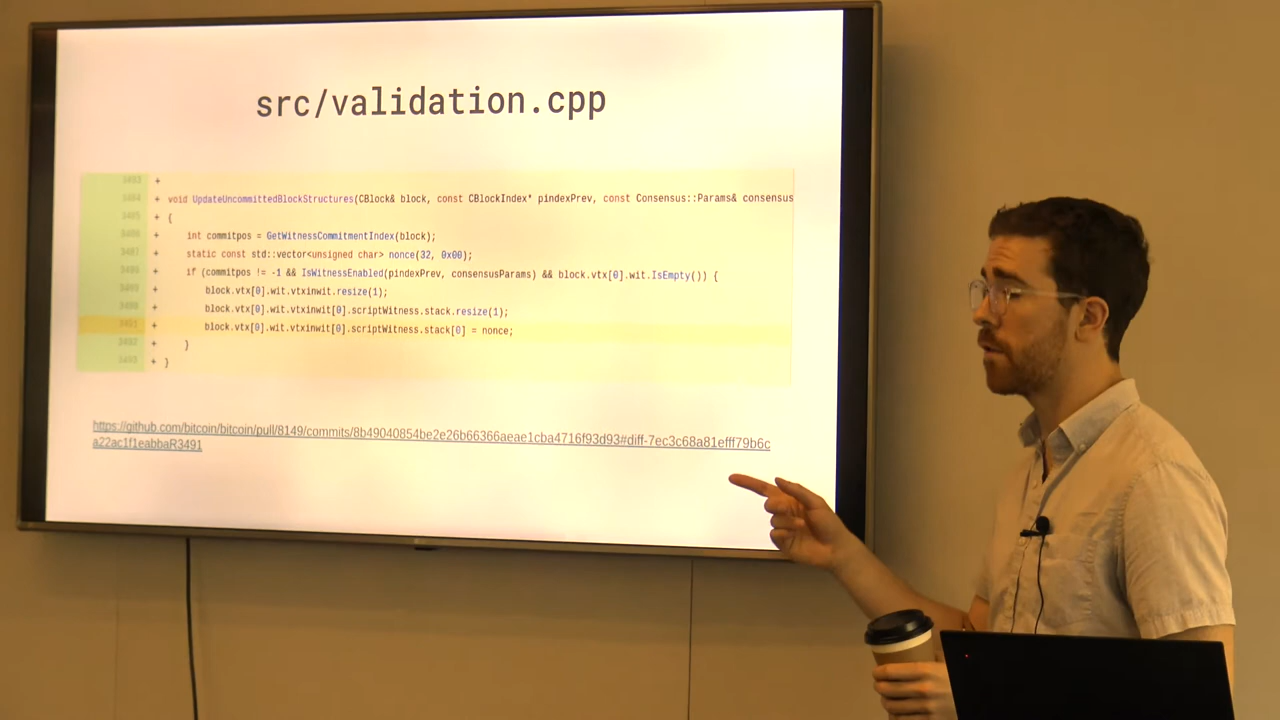 src/validation.cpp
+
+ void UpdateUncommittedBlockStructures(CBlock& block, const CBlockIndex* pindexPrev, const Consensus::Params& consensus
+ {
+ int commitpos = GetWitnessCommitmentIndex(block);
+ static const std::vector<unsigned char> nonce(32, 0x00);
+ if (commitpos != -1 && IsWitnessEnabled(pindexPrev, consensusParams) && block.vtx[0].wit.IsEmpty()) {
+ block.vtx[0].wit.vtxinwit.resize(1);
+ block.vtx[0].wit.vtxinwit[0].scriptWitness.stack.resize(1);
+ block.vtx[0].wit.vtxinwit[0].scriptWitness.stack[0] = nonce;
+ }
+ }
https://github.com/bitcoin/bitcoin/pull/8149/commits/8b49040854be2e26b66366aeae1cba4716f93d93#diff-7ec3c68a81efff79b6c
a22ac1f1eabbaR3491